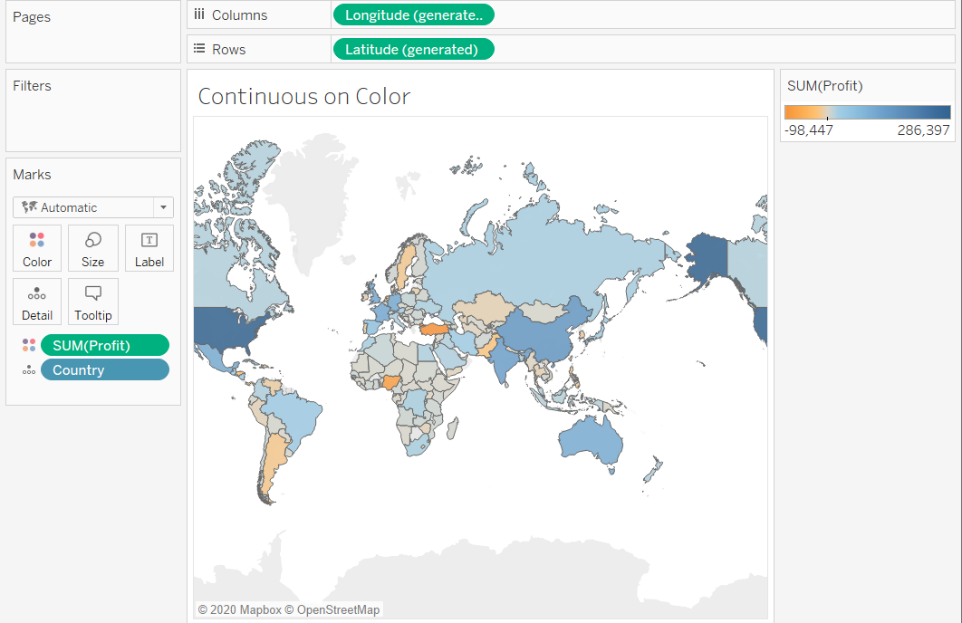 Pages
Columns
Longitude (generate..
Rows
Latitude (generated)
Filters
Marks
Automatic
Color
Size
Label
Detail
Tooltip
SUM(Profit)
Country
Continuous on Color
© 2020 Mapbox © OpenStreetMap
SUM(Profit)
-98,447 286,397